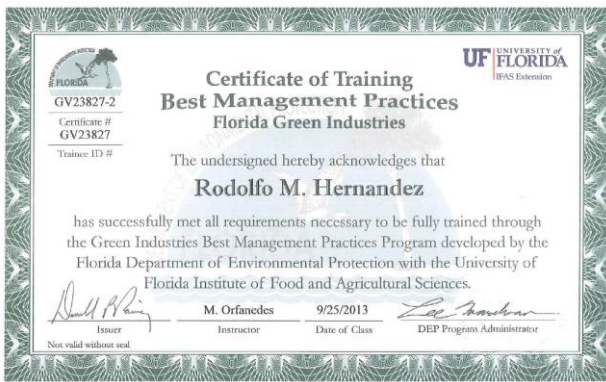 FLORIDA
UF UNIVERSITY of FLORIDA
IFAS Extension
GV23827-2
Certificate #
GV23827
Trainee ID #
Certificate of Training
Best Management Practices
Florida Green Industries
The undersigned hereby acknowledges that
Rodolfo M. Hernandez
has successfully met all requirements necessary to be fully trained through
the Green Industries Best Management Practices Program developed by the
Florida Department of Environmental Protection with the University of
Florida Institute of Food and Agricultural Sciences.
M. Orfanedes
9/25/2013
Issuer
Instructor
Date of Class
DEP Program Administrator
Not valid without seal